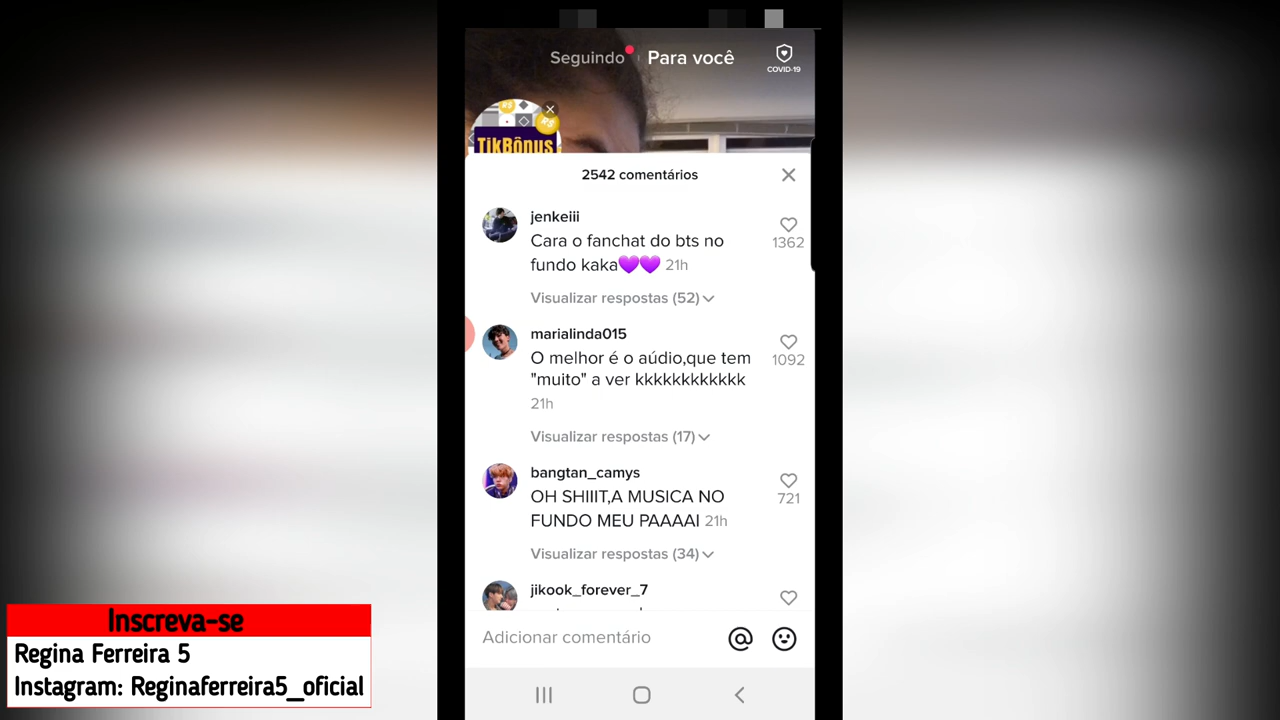 Seguindo Para você
COVID-19
R$
R$
TikBônus
2542 comentários
jenkeiii
Cara o fanchat do bts no
fundo kaka💜💜 21h
1362
Visualizar respostas (52)
marialinda015
O melhor é o aúdio,que tem
"muito" a ver kkkkkkkkkkkk
1092
21h
Visualizar respostas (17)
bangtan_camys
OH SHIIIT,A MUSICA NO
FUNDO MEU PAAAAI 21h
721
Visualizar respostas (34)
jikook_forever_7
Adicionar comentário
Inscreva-se
Regina Ferreira 5
Instagram: Reginaferreira5_oficial